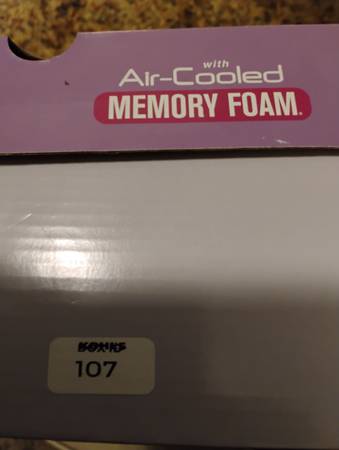 with
Air-Cooled
MEMORY FOAM.
107